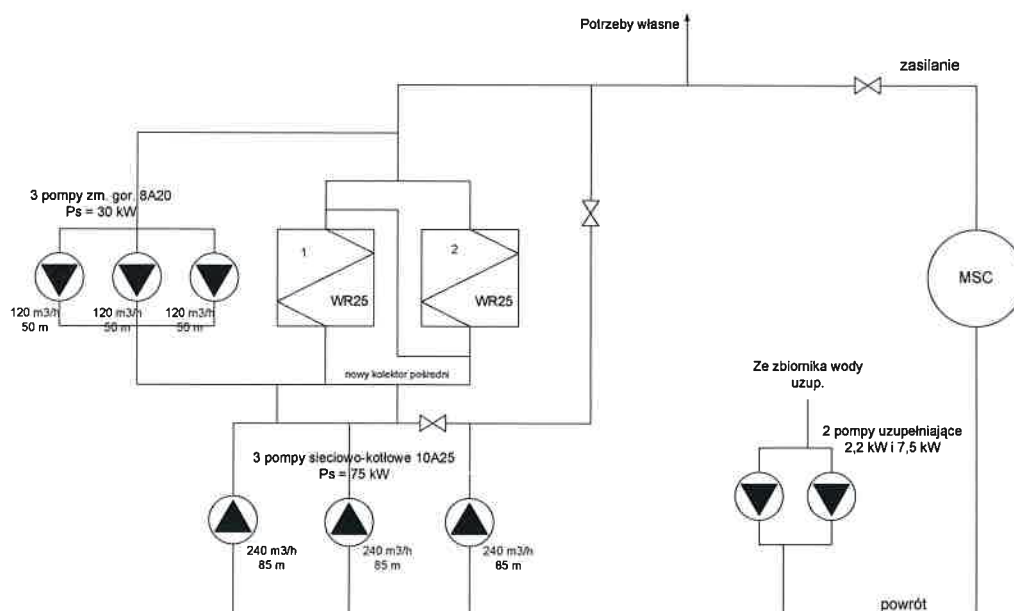 Potrzeby własne
zasilanie
3 pompy zm. gor. 8A20
Ps = 30 kW
1
2
WR25
WR25
MSC
120 m3/h
50 m
120 m3/h
50 m
120 m3/h
50 m
nowy kolektor pośredni
Ze zbiornika wody
uzup.
2 pompy uzupełniające
2,2 kW i 7,5 kW
3 pompy sieciowo-kotłowe 10A25
Ps = 75 kW
240 m3/h
85 m
240 m3/h
85 m
240 m3/h
85 m
powrót